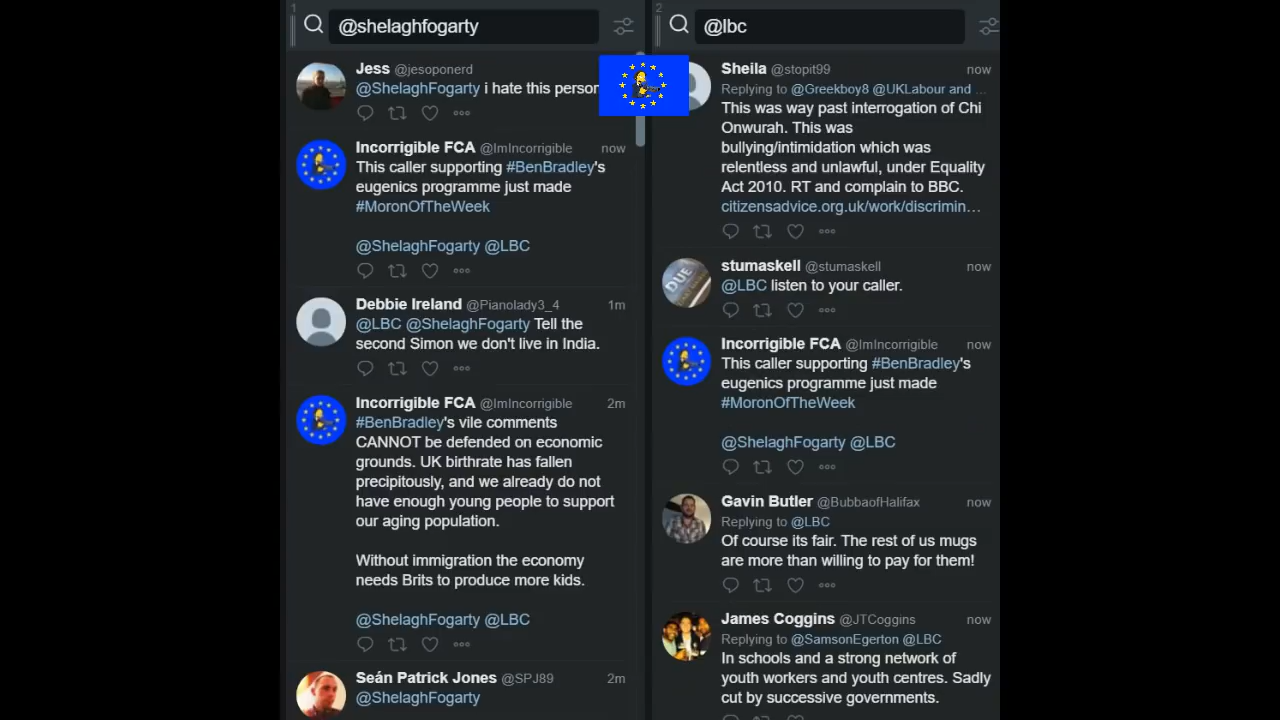 1
@shelaghfogarty
Jess @jesoponerd
@ShelaghFogarty i hate this person
Incorrigible FCA @ImIncorrigible now
This caller supporting #BenBradley's
eugenics programme just made
#MoronOfTheWeek
@ShelaghFogarty @LBC
Debbie Ireland @Pianolady3_4 1m
@LBC @ShelaghFogarty Tell the
second Simon we don't live in India.
Incorrigible FCA @ImIncorrigible 2m
#BenBradley's vile comments
CANNOT be defended on economic
grounds. UK birthrate has fallen
precipitously, and we already do not
have enough young people to support
our aging population.
Without immigration the economy
needs Brits to produce more kids.
@ShelaghFogarty @LBC
Seán Patrick Jones @SPJ89 2m
@ShelaghFogarty
2
@lbc
Sheila @stopit99 now
Replying to @Greekboy8 @UKLabour and ...
This was way past interrogation of Chi
Onwurah. This was
bullying/intimidation which was
relentless and unlawful, under Equality
Act 2010. RT and complain to BBC.
citizensadvice.org.uk/work/discrimin…
stumaskell @stumaskell now
@LBC listen to your caller.
Incorrigible FCA @ImIncorrigible now
This caller supporting #BenBradley's
eugenics programme just made
#MoronOfTheWeek
@ShelaghFogarty @LBC
Gavin Butler @BubbaofHalifax now
Replying to @LBC
Of course its fair. The rest of us mugs
are more than willing to pay for them!
James Coggins @JTCoggins now
Replying to @SamsonEgerton @LBC
In schools and a strong network of
youth workers and youth centres. Sadly
cut by successive governments.